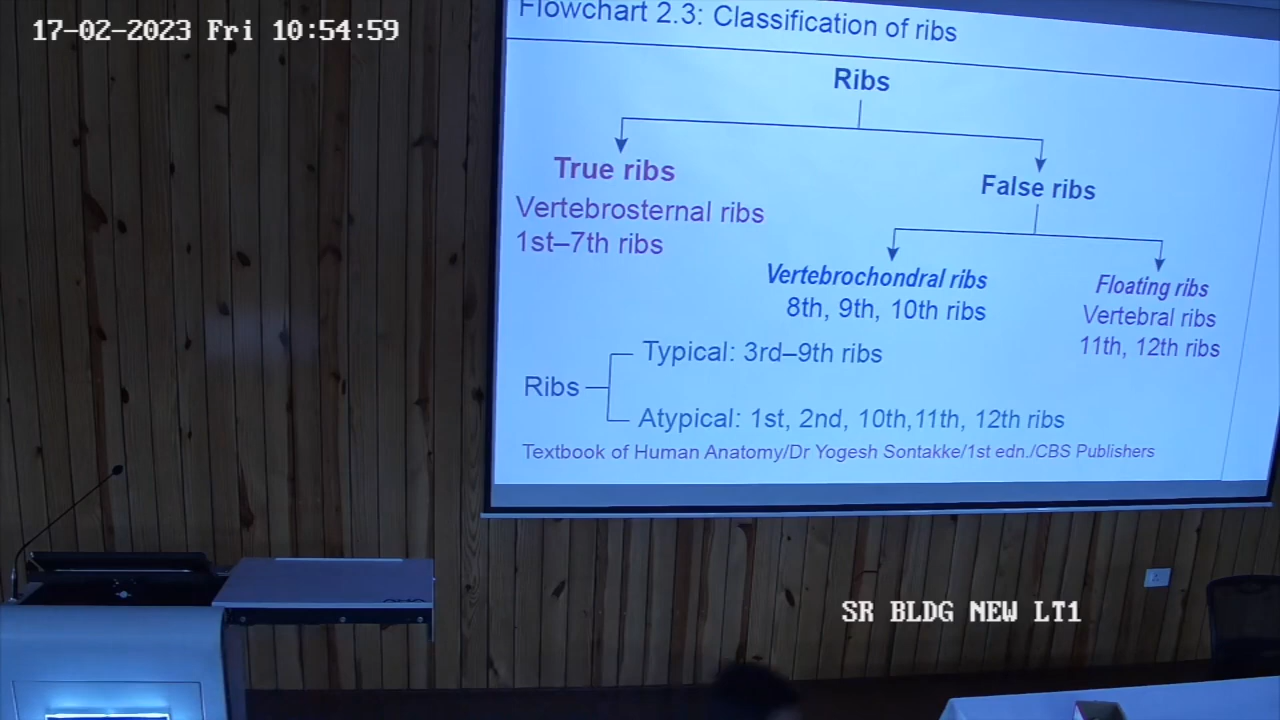 17-02-2023 Fri 10:54:59
Flowchart 2.3: Classification of ribs
Ribs
True ribs
Vertebrosternal ribs
1st–7th ribs
False ribs
Vertebrochondral ribs
8th, 9th, 10th ribs
Floating ribs
Vertebral ribs
11th, 12th ribs
Ribs
Typical: 3rd–9th ribs
Atypical: 1st, 2nd, 10th,11th, 12th ribs
Textbook of Human Anatomy/Dr Yogesh Sontakke/1st edn./CBS Publishers
SR BLDG NEW LT1